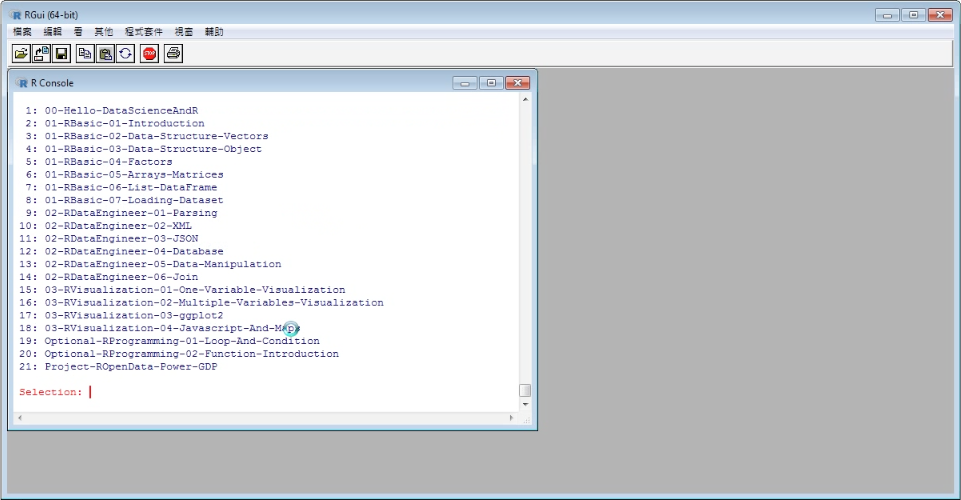 RGui (64-bit)
檔案 編輯 看 其他 程式套件 視窗 輔助
STOP
R Console
1: 00-Hello-DataScienceAndR
2: 01-RBasic-01-Introduction
3: 01-RBasic-02-Data-Structure-Vectors
4: 01-RBasic-03-Data-Structure-Object
5: 01-RBasic-04-Factors
6: 01-RBasic-05-Arrays-Matrices
7: 01-RBasic-06-List-DataFrame
8: 01-RBasic-07-Loading-Dataset
9: 02-RDataEngineer-01-Parsing
10: 02-RDataEngineer-02-XML
11: 02-RDataEngineer-03-JSON
12: 02-RDataEngineer-04-Database
13: 02-RDataEngineer-05-Data-Manipulation
14: 02-RDataEngineer-06-Join
15: 03-RVisualization-01-One-Variable-Visualization
16: 03-RVisualization-02-Multiple-Variables-Visualization
17: 03-RVisualization-03-ggplot2
18: 03-RVisualization-04-Javascript-And-Maps
19: Optional-RProgramming-01-Loop-And-Condition
20: Optional-RProgramming-02-Function-Introduction
21: Project-ROpenData-Power-GDP
Selection: